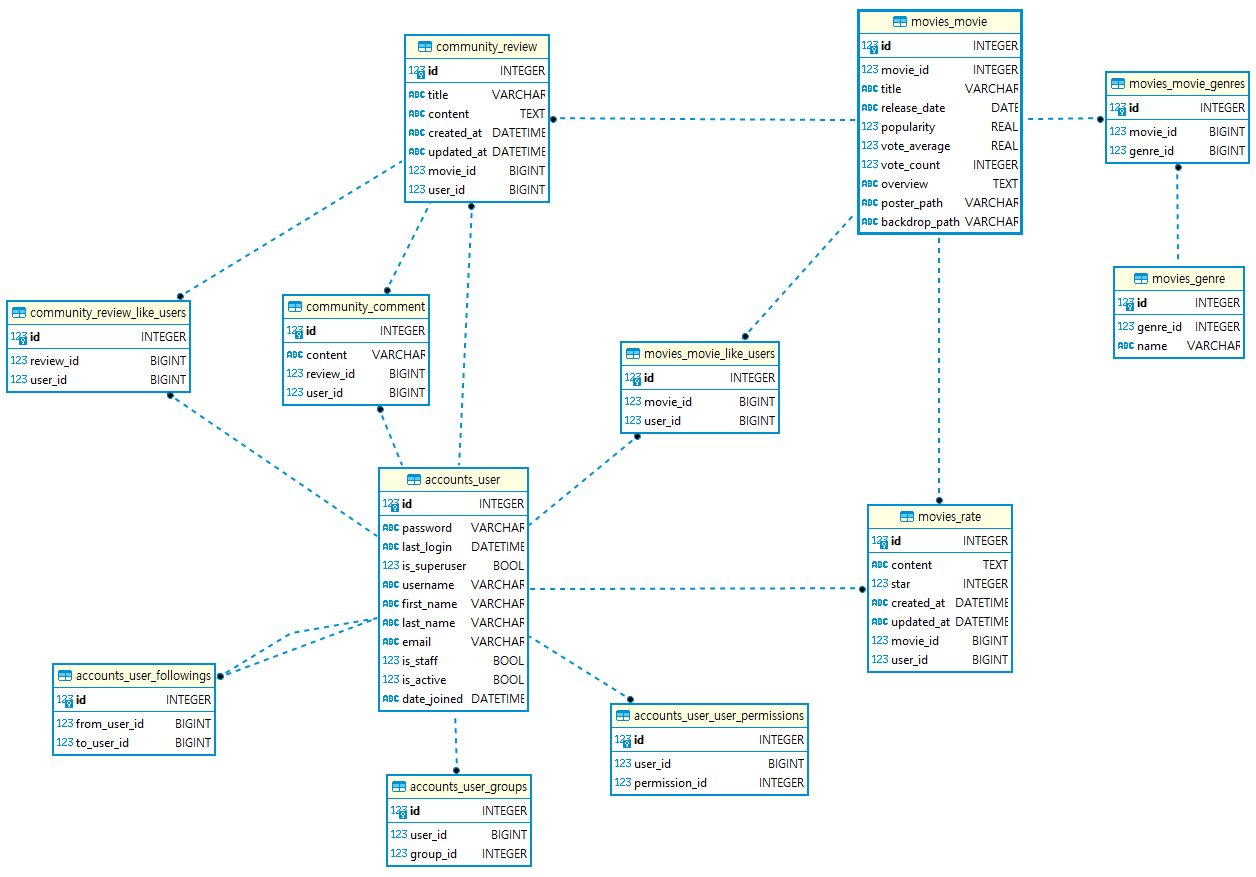 community_review
123 id INTEGER
ABC title VARCHAR
ABC content TEXT
ABC created_at DATETIME
ABC updated_at DATETIME
123 movie_id BIGINT
123 user_id BIGINT
movies_movie
123 id INTEGER
123 movie_id INTEGER
ABC title VARCHAR
ABC release_date DATE
123 popularity REAL
123 vote_average REAL
123 vote_count INTEGER
ABC overview TEXT
ABC poster_path VARCHAR
ABC backdrop_path VARCHAR
movies_movie_genres
123 id INTEGER
123 movie_id BIGINT
123 genre_id BIGINT
movies_genre
123 id INTEGER
123 genre_id INTEGER
ABC name VARCHAR
community_review_like_users
123 id INTEGER
123 review_id BIGINT
123 user_id BIGINT
community_comment
123 id INTEGER
ABC content VARCHAR
123 review_id BIGINT
123 user_id BIGINT
movies_movie_like_users
123 id INTEGER
123 movie_id BIGINT
123 user_id BIGINT
accounts_user
123 id INTEGER
ABC password VARCHAR
ABC last_login DATETIME
123 is_superuser BOOL
ABC username VARCHAR
ABC first_name VARCHAR
ABC last_name VARCHAR
ABC email VARCHAR
123 is_staff BOOL
123 is_active BOOL
ABC date_joined DATETIME
movies_rate
123 id INTEGER
ABC content TEXT
123 star INTEGER
ABC created_at DATETIME
ABC updated_at DATETIME
123 movie_id BIGINT
123 user_id BIGINT
accounts_user_followings
123 id INTEGER
123 from_user_id BIGINT
123 to_user_id BIGINT
accounts_user_user_permissions
123 id INTEGER
123 user_id BIGINT
123 permission_id INTEGER
accounts_user_groups
123 id INTEGER
123 user_id BIGINT
123 group_id INTEGER